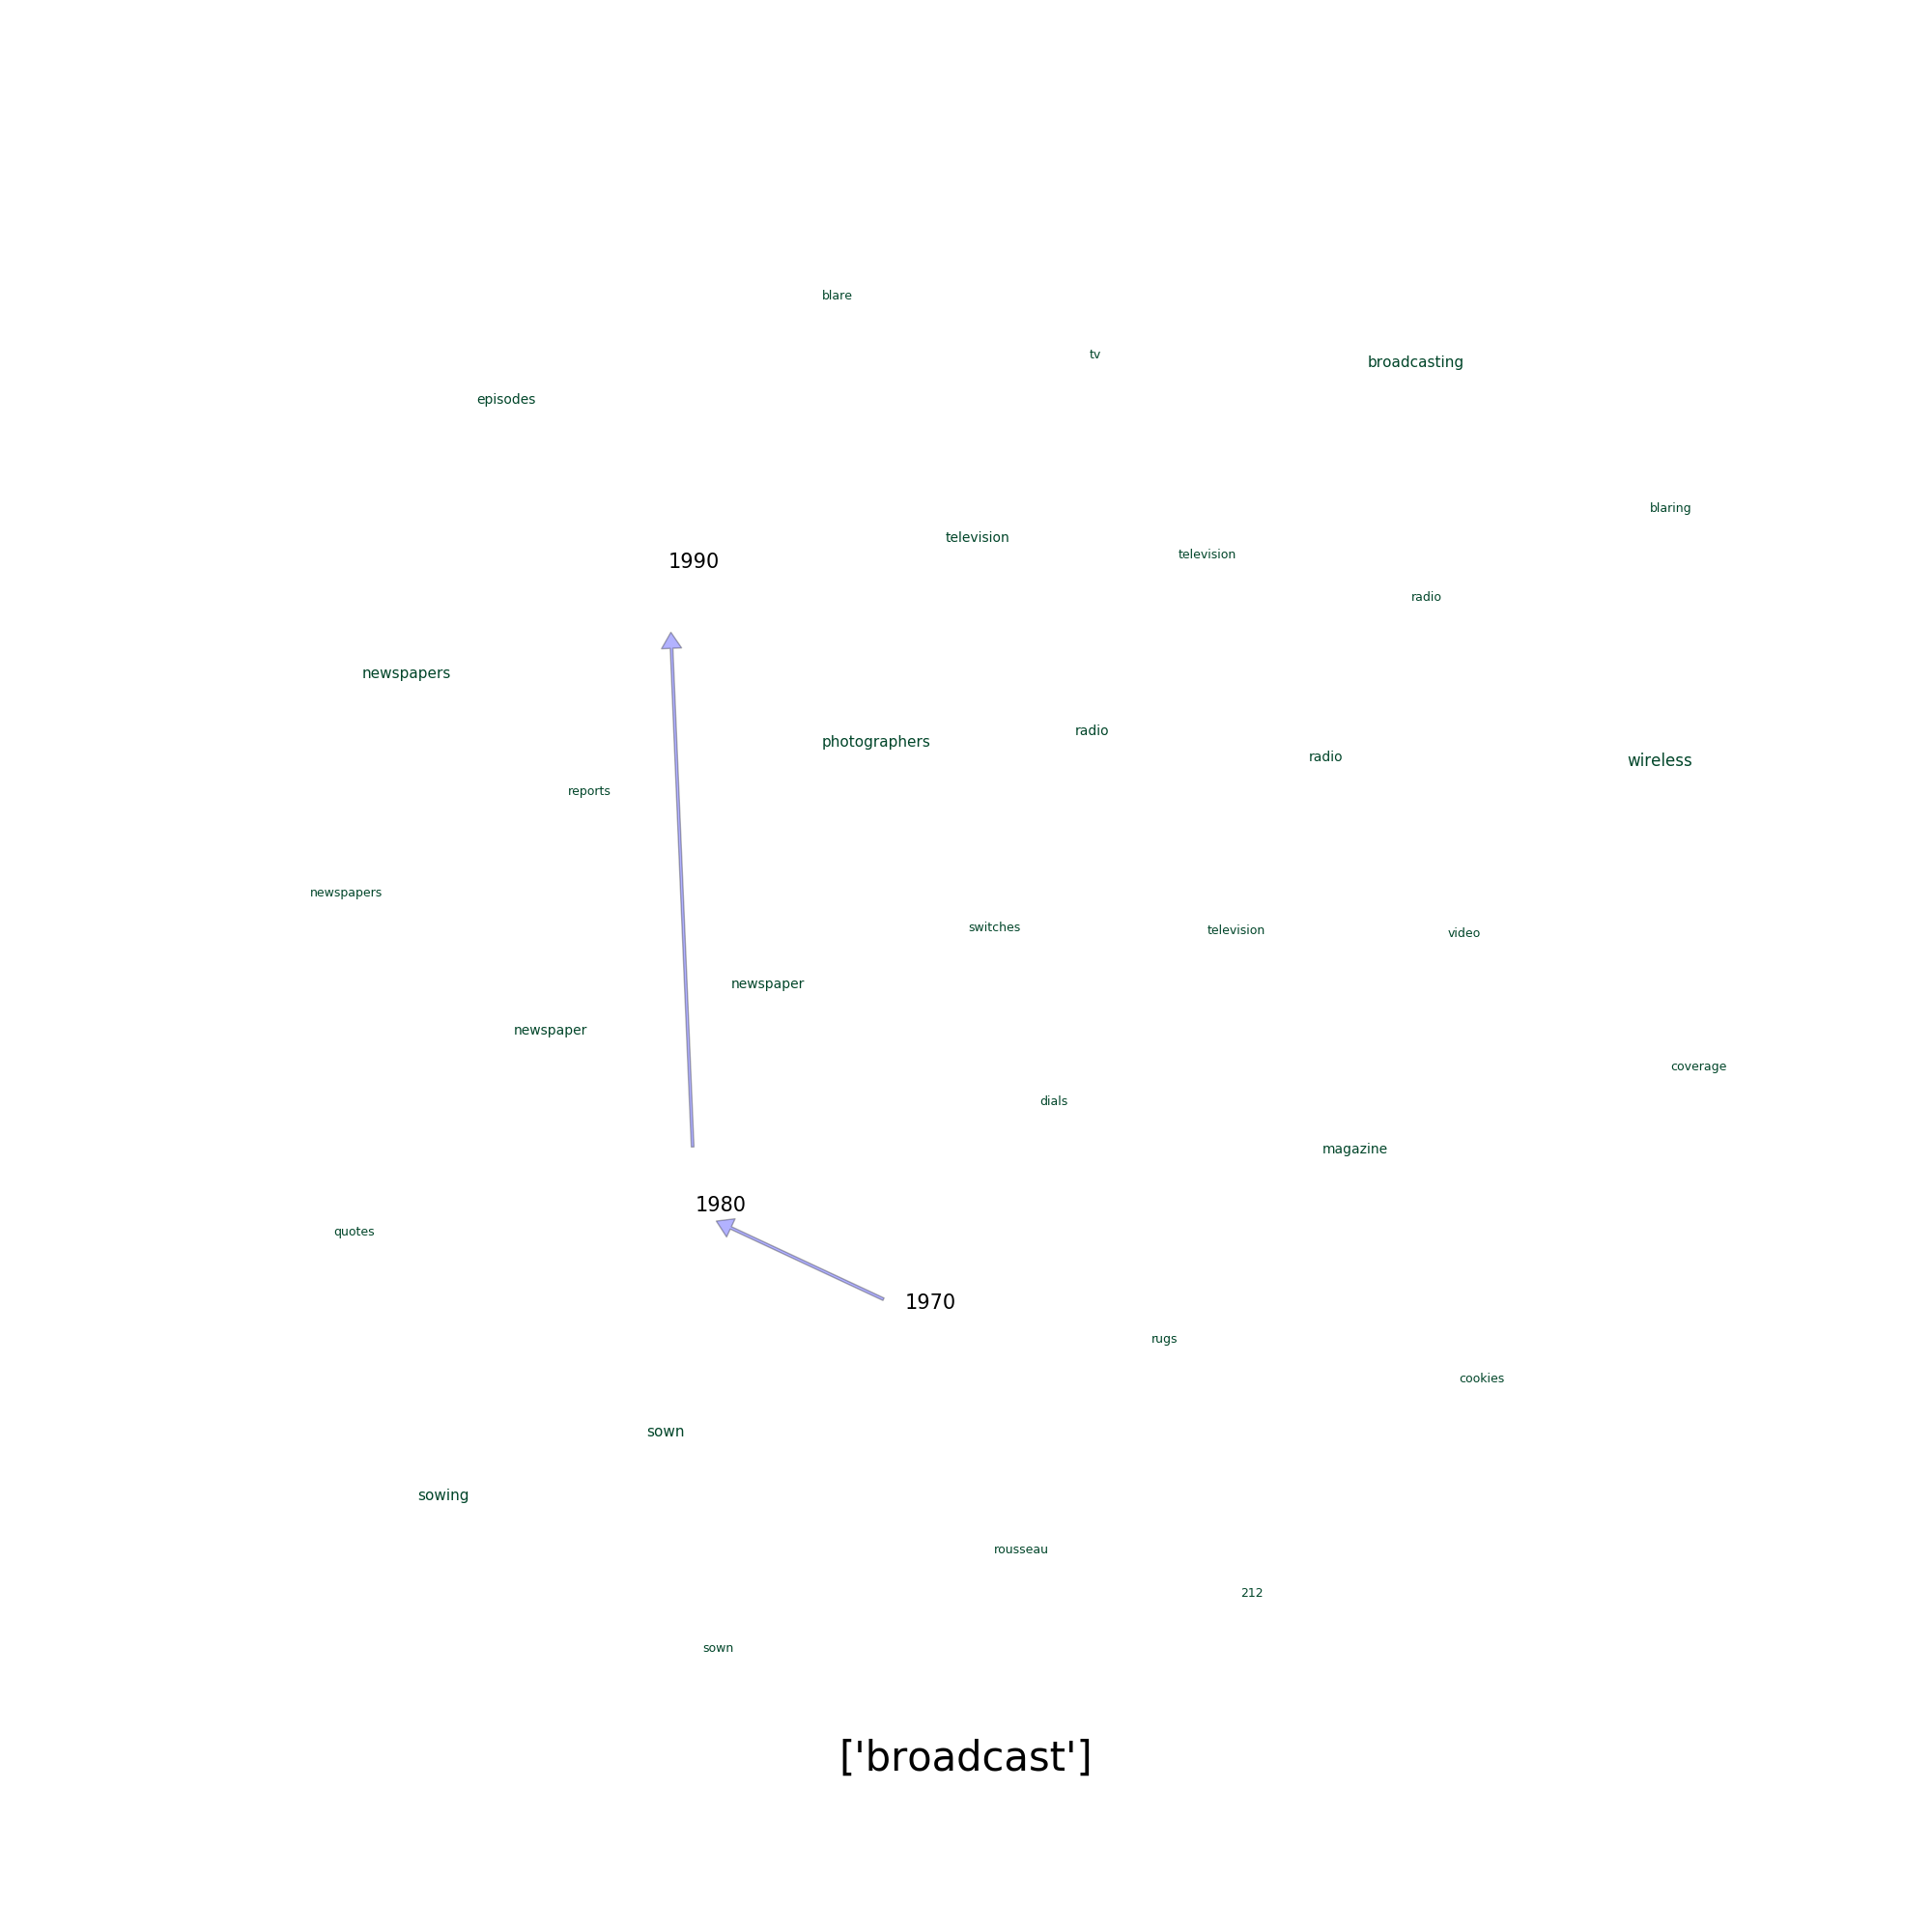 blare
tv
broadcasting
episodes
blaring
television
television
1990
radio
newspapers
radio
photographers
radio
wireless
reports
newspapers
switches
television
video
newspaper
newspaper
coverage
dials
magazine
1980
quotes
1970
rugs
cookies
sown
sowing
rousseau
212
sown
['broadcast']